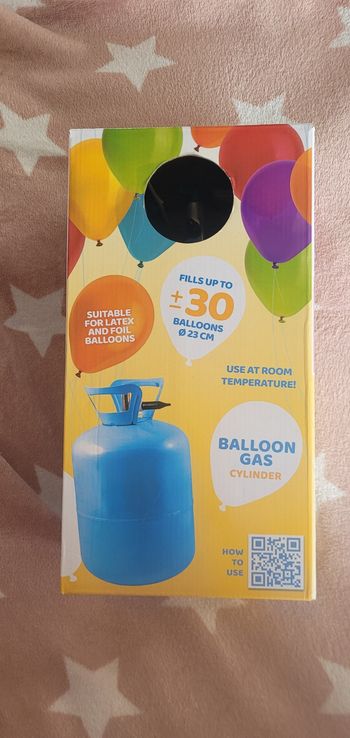 FILLS UP TO
±30
BALLOONS
Ø 23 CM
SUITABLE
FOR LATEX
AND FOIL
BALLOONS
USE AT ROOM
TEMPERATURE!
BALLOON
GAS
CYLINDER
HOW
TO
USE